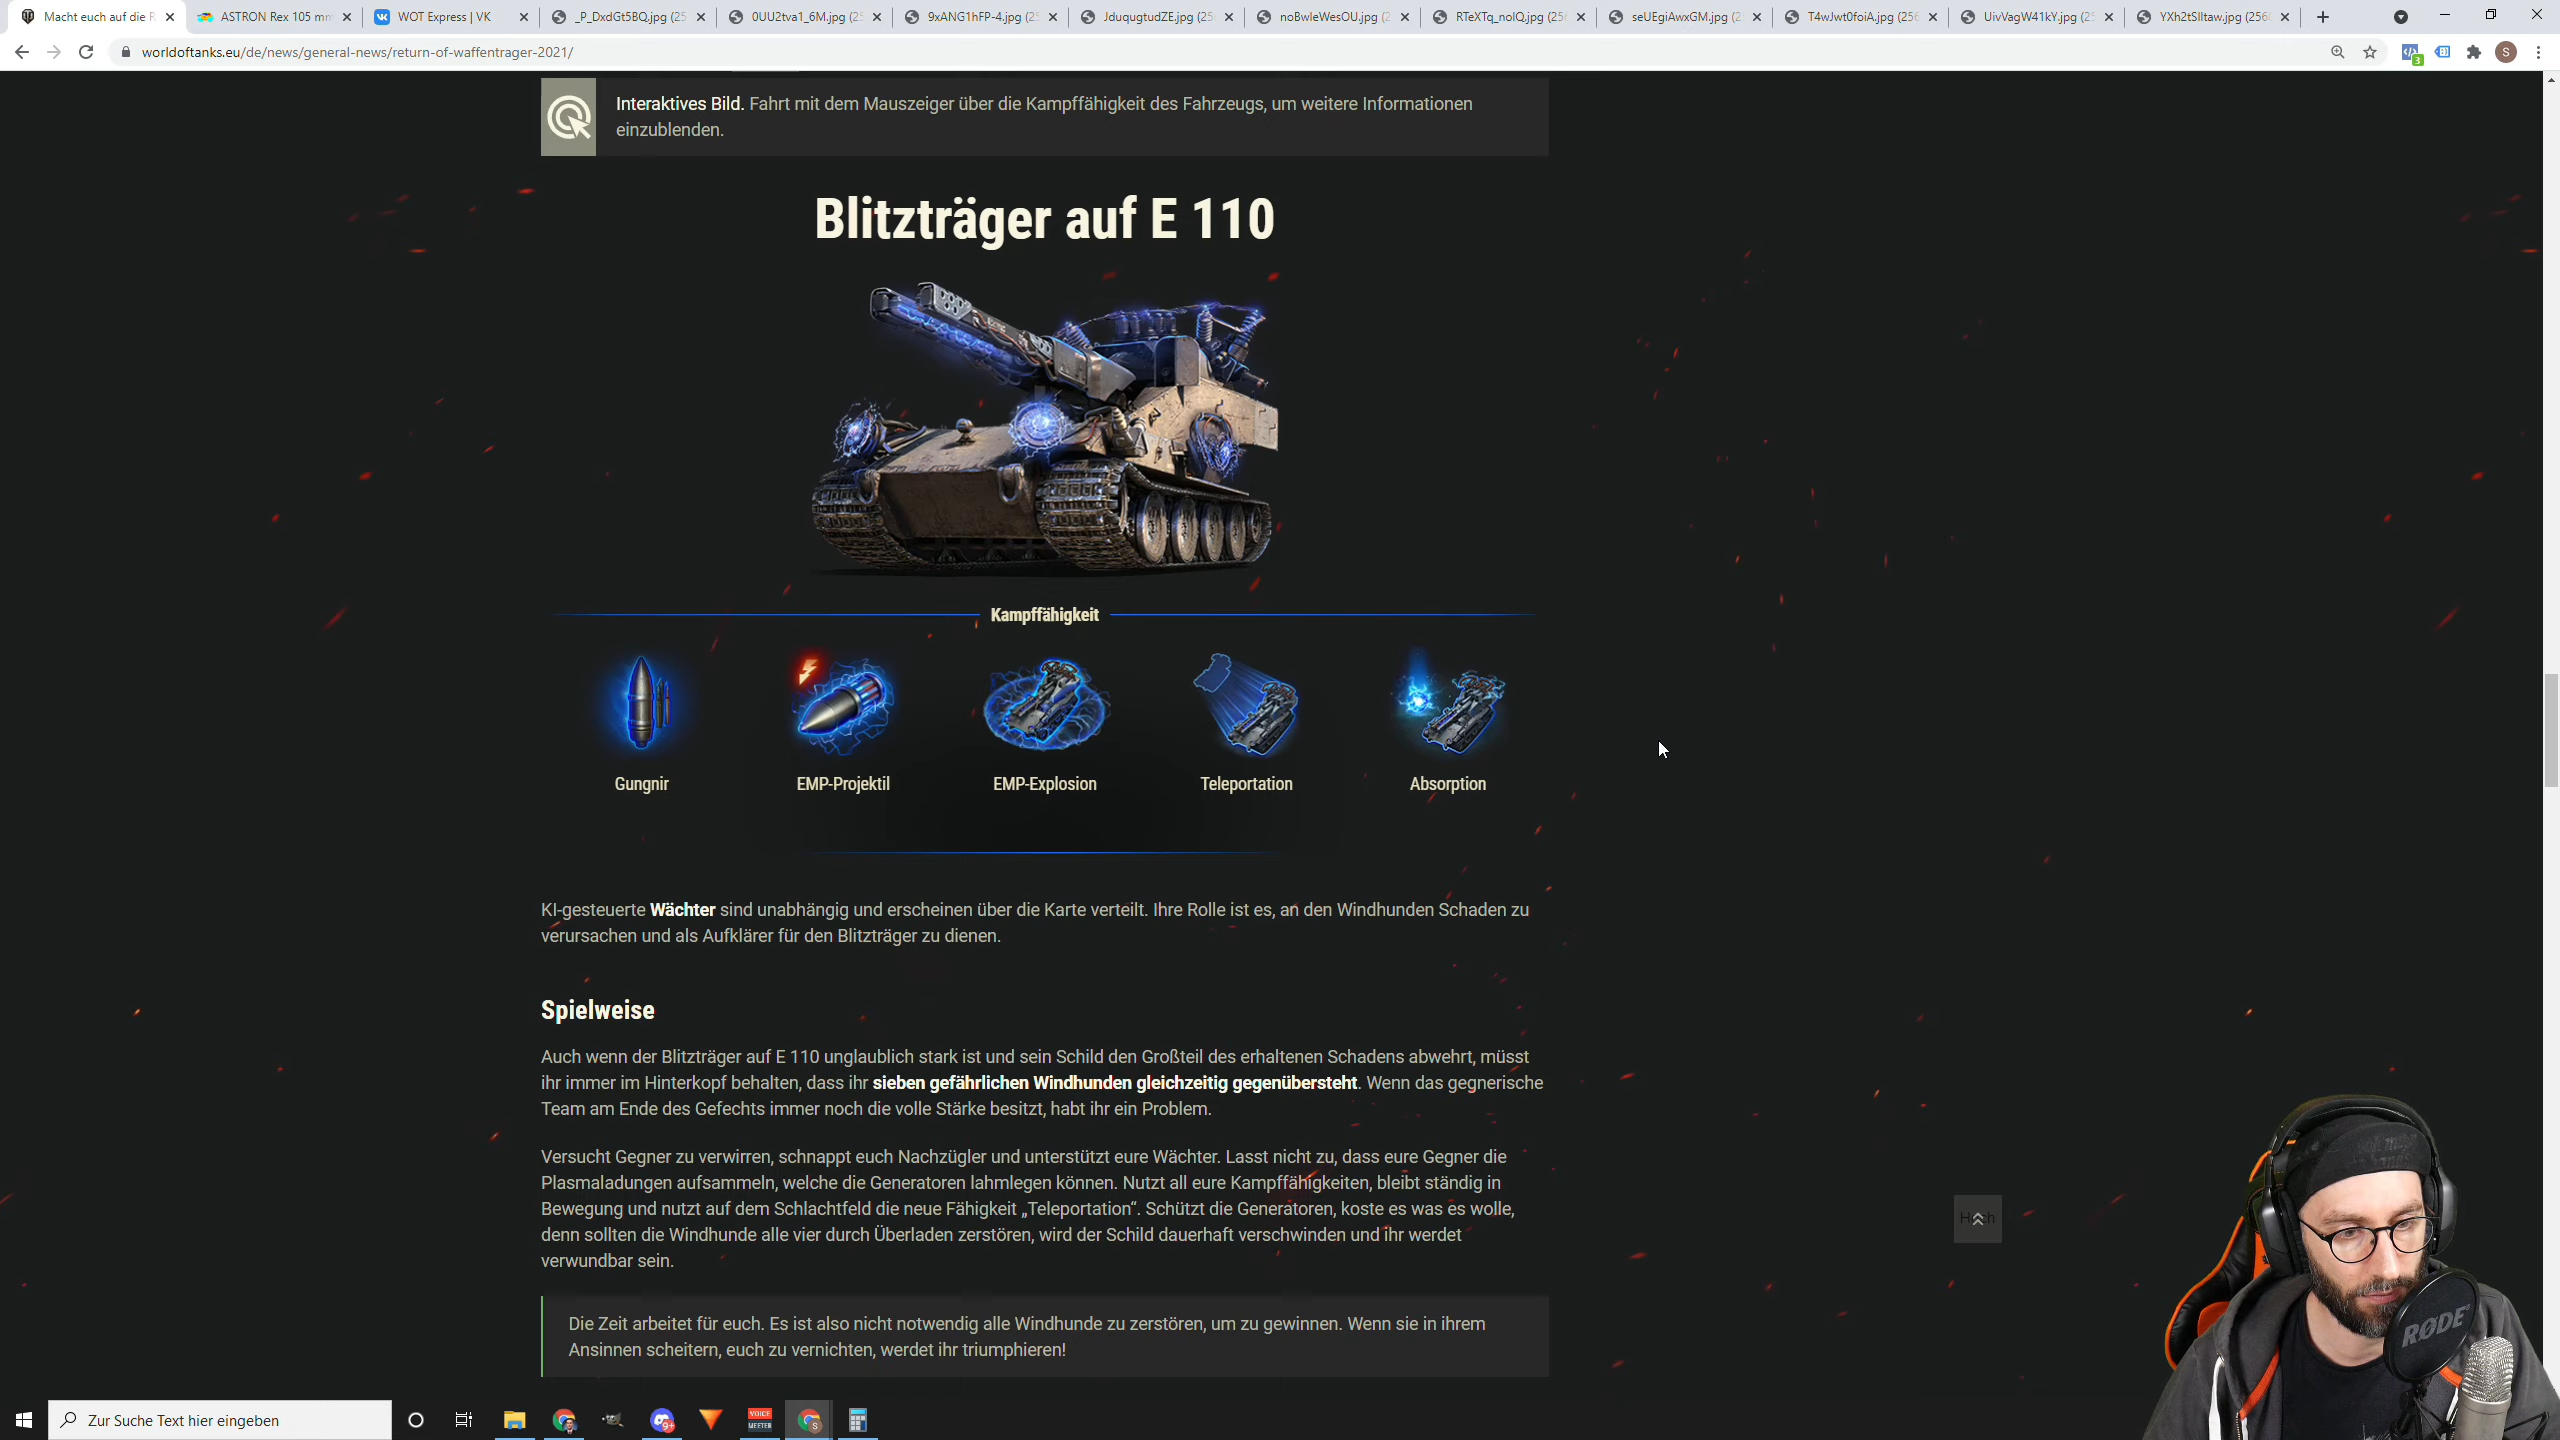 Macht euch auf die R
ASTRON Rex 105 mm
WOT Express | VK
_P_DxdGt5BQ.jpg (25
0UU2tva1_6M.jpg (25
9xANG1hFP-4.jpg (25
JduqugtudZE.jpg (25
noBwleWesOU.jpg (2
RTeXTq_nolQ.jpg (256
seUEgiAwxGM.jpg (2
T4wJwt0foiA.jpg (256
UivVagW41kY.jpg (25
YXh2tSlltaw.jpg (256
worldoftanks.eu/de/news/general-news/return-of-waffentrager-2021/
3
S
Interaktives Bild. Fahrt mit dem Mauszeiger über die Kampffähigkeit des Fahrzeugs, um weitere Informationen
einzublenden.
Blitzträger auf E 110
Kampffähigkeit
Gungnir
EMP-Projektil
EMP-Explosion
Teleportation
Absorption
KI-gesteuerte Wächter sind unabhängig und erscheinen über die Karte verteilt. Ihre Rolle ist es, an den Windhunden Schaden zu
verursachen und als Aufklärer für den Blitzträger zu dienen.
Spielweise
Auch wenn der Blitzträger auf E 110 unglaublich stark ist und sein Schild den Großteil des erhaltenen Schadens abwehrt, müsst
ihr immer im Hinterkopf behalten, dass ihr sieben gefährlichen Windhunden gleichzeitig gegenübersteht. Wenn das gegnerische
Team am Ende des Gefechts immer noch die volle Stärke besitzt, habt ihr ein Problem.
Versucht Gegner zu verwirren, schnappt euch Nachzügler und unterstützt eure Wächter. Lasst nicht zu, dass eure Gegner die
Plasmaladungen aufsammeln, welche die Generatoren lahmlegen können. Nutzt all eure Kampffähigkeiten, bleibt ständig in
Bewegung und nutzt auf dem Schlachtfeld die neue Fähigkeit „Teleportation“. Schützt die Generatoren, koste es was es wolle,
denn sollten die Windhunde alle vier durch Überladen zerstören, wird der Schild dauerhaft verschwinden und ihr werdet
verwundbar sein.
Die Zeit arbeitet für euch. Es ist also nicht notwendig alle Windhunde zu zerstören, um zu gewinnen. Wenn sie in ihrem
Ansinnen scheitern, euch zu vernichten, werdet ihr triumphieren!
RØDE
Zur Suche Text hier eingeben
9+
VOICE
MEETER
S